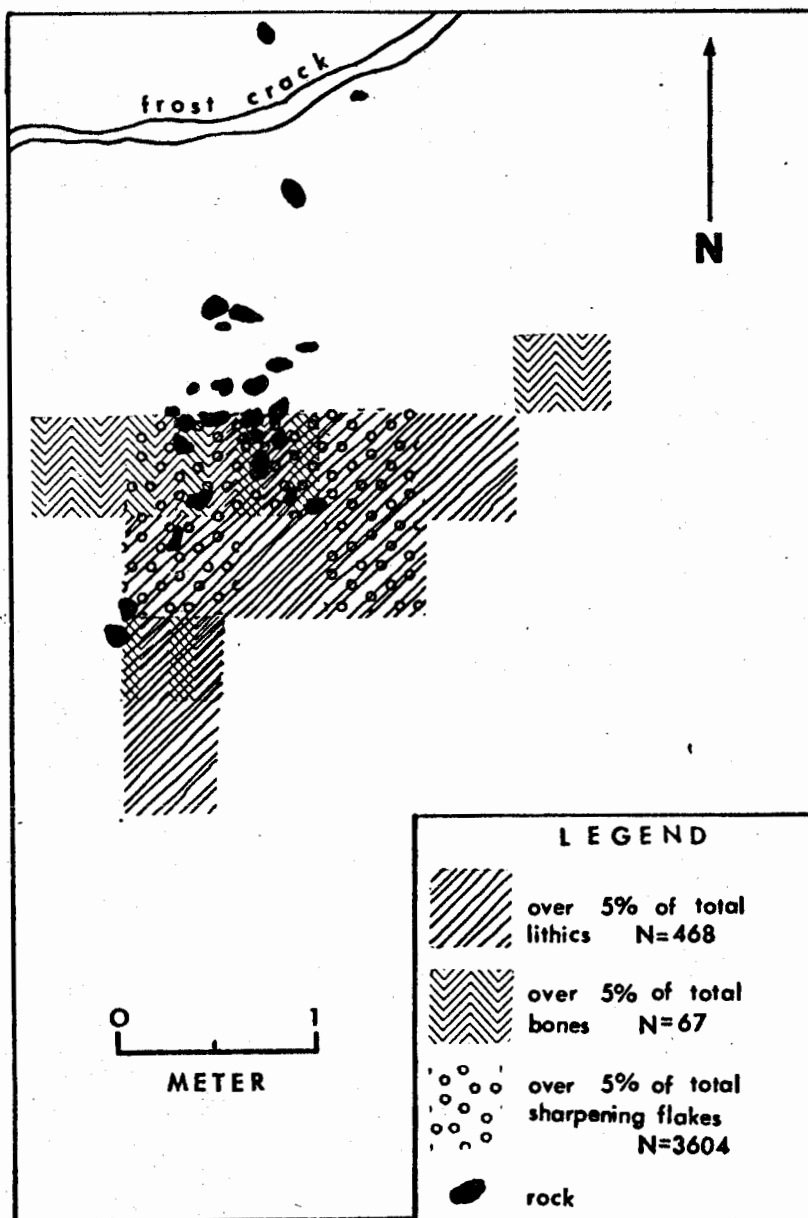 frost crack
N
LEGEND
over 5% of total
lithics N=468
over 5% of total
bones N=67
over 5% of total
sharpening flakes
N=3604
rock
0 1
METER